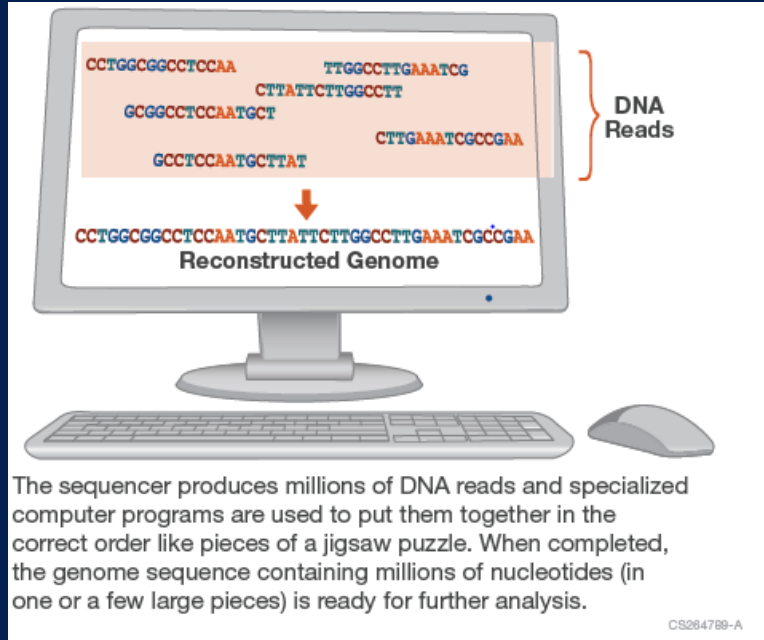 CCTGGCGGCCTCCAA
TTGGCCTTGAAATCG
CTTATTCTTGGCCTT
GCGGCCTCCAATGCT
CTTGAAATCGCCGAA
GCCTCCAATGCTTAT
DNA
Reads
CCTGGCGGCCTCCAATGCTTATTCTTGGCCTTGAAATCGCCGAA
Reconstructed Genome
The sequencer produces millions of DNA reads and specialized
computer programs are used to put them together in the
correct order like pieces of a jigsaw puzzle. When completed,
the genome sequence containing millions of nucleotides (in
one or a few large pieces) is ready for further analysis.
CS264789-A